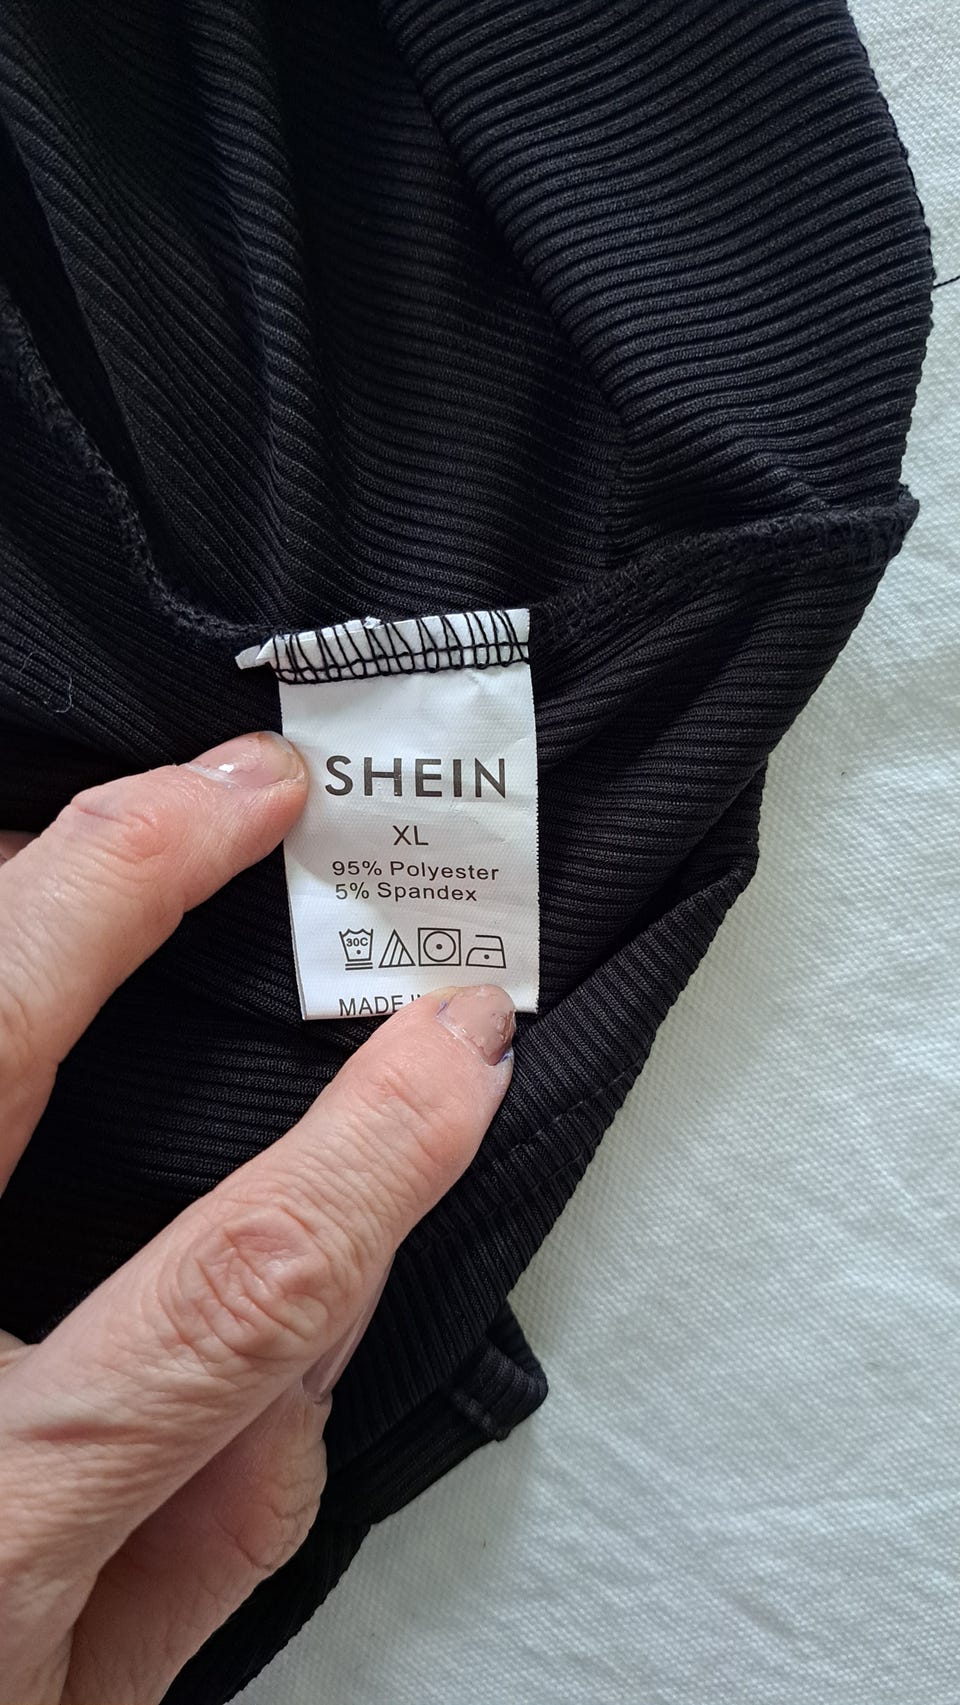 SHEIN
XL
95% Polyester
5% Spandex
30C
MADE